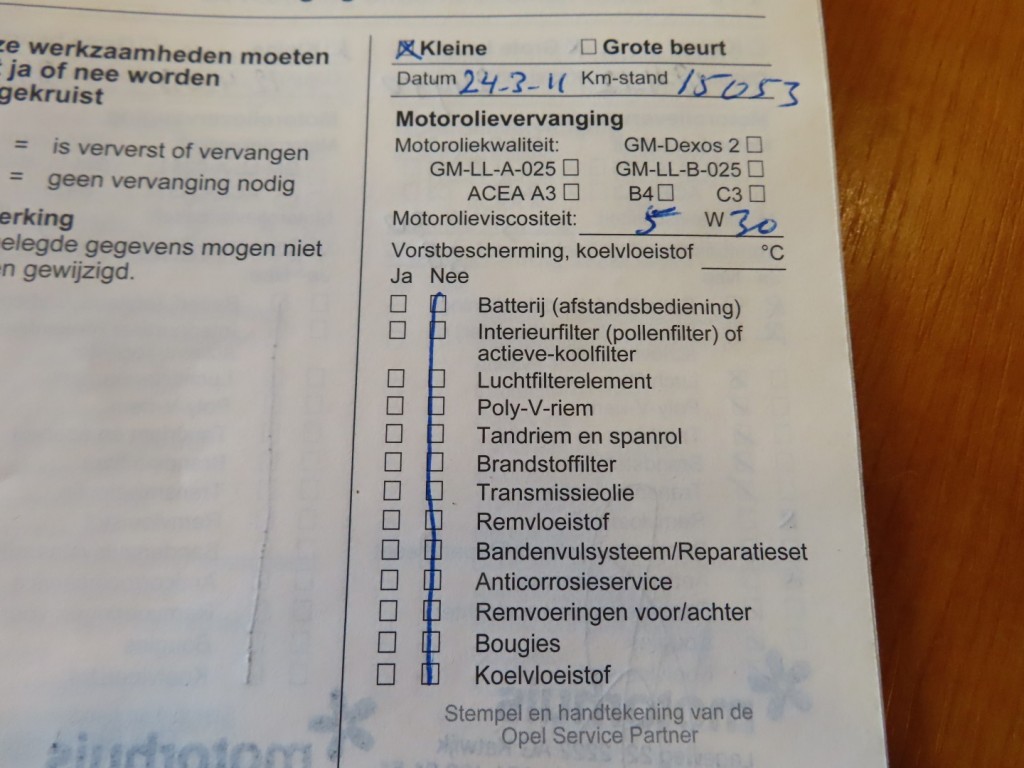 ze werkzaamheden moeten
t ja of nee worden
gekruist
= is ververst of vervangen
= geen vervanging nodig
erking
elegde gegevens mogen niet
n gewijzigd.
Kleine Grote beurt
Datum 24-3-11 Km-stand 15053
Motorolievervanging
Motoroliekwaliteit: GM-Dexos 2
GM-LL-A-025 GM-LL-B-025
ACEA A3 B4 C3
Motorolieviscositeit: 5 W 30
Vorstbescherming, koelvloeistof °C
Ja Nee
Batterij (afstandsbediening)
Interieurfilter (pollenfilter) of
actieve-koolfilter
Luchtfilterelement
Poly-V-riem
Tandriem en spanrol
Brandstoffilter
Transmissieolie
Remvloeistof
Bandenvulsysteem/Reparatieset
Anticorrosieservice
Remvoeringen voor/achter
Bougies
Koelvloeistof
Stempel en handtekening van de
Opel Service Partner
motorhuis